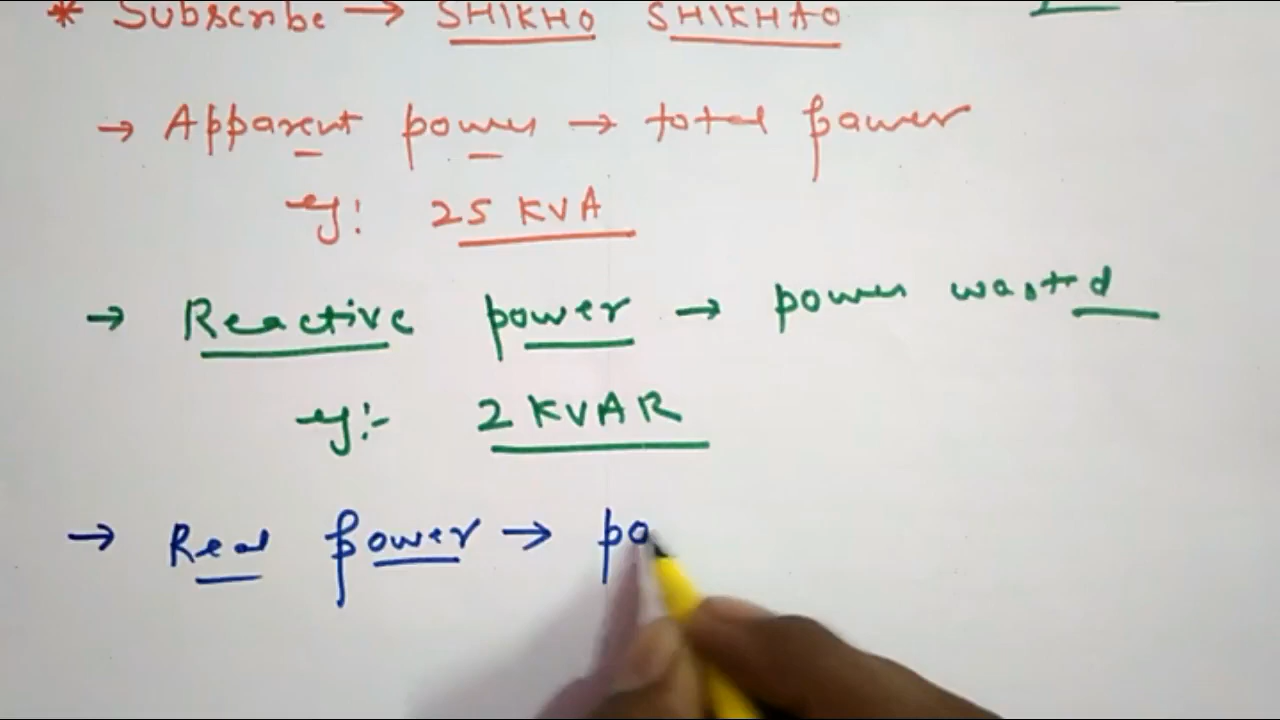 * Subscribe → SHIKHO SHIKHAO
→ Apparent power → total power
eg: 25 KVA
→ Reactive power → power wasted
eg:- 2 KVAR
→ Real power → po